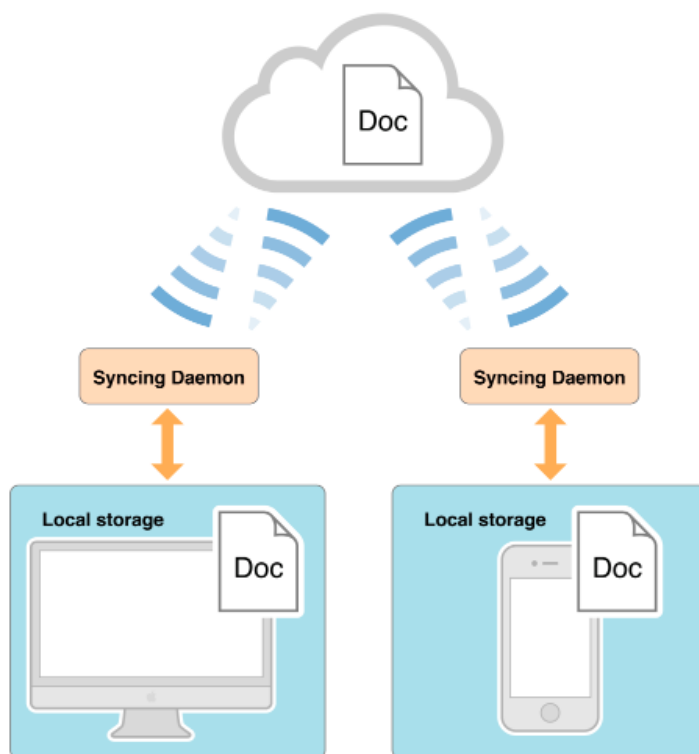 Doc
Syncing Daemon
Syncing Daemon
Local storage
Doc
Local storage
Doc